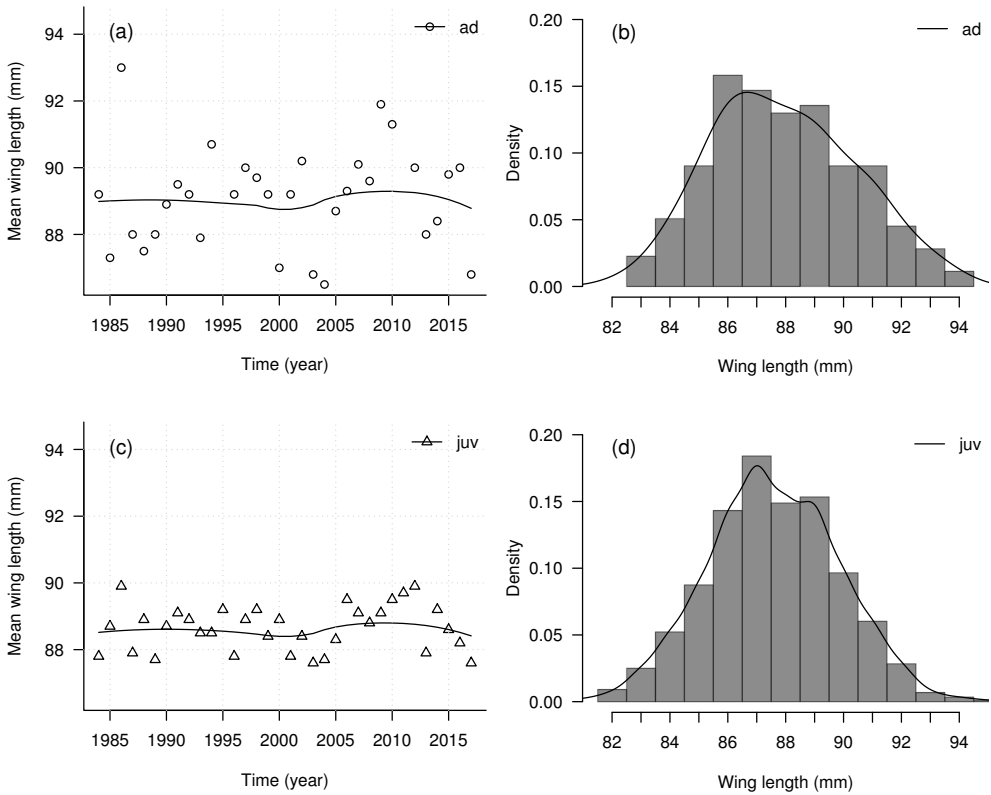 (a)
ad
94
92
90
88
Mean wing length (mm)
1985 1990 1995 2000 2005 2010 2015
Time (year)
(b)
ad
0.20
0.15
0.10
0.05
0.00
Density
82 84 86 88 90 92 94
Wing length (mm)
(c)
juv
94
92
90
88
Mean wing length (mm)
1985 1990 1995 2000 2005 2010 2015
Time (year)
(d)
juv
0.20
0.15
0.10
0.05
0.00
Density
82 84 86 88 90 92 94
Wing length (mm)